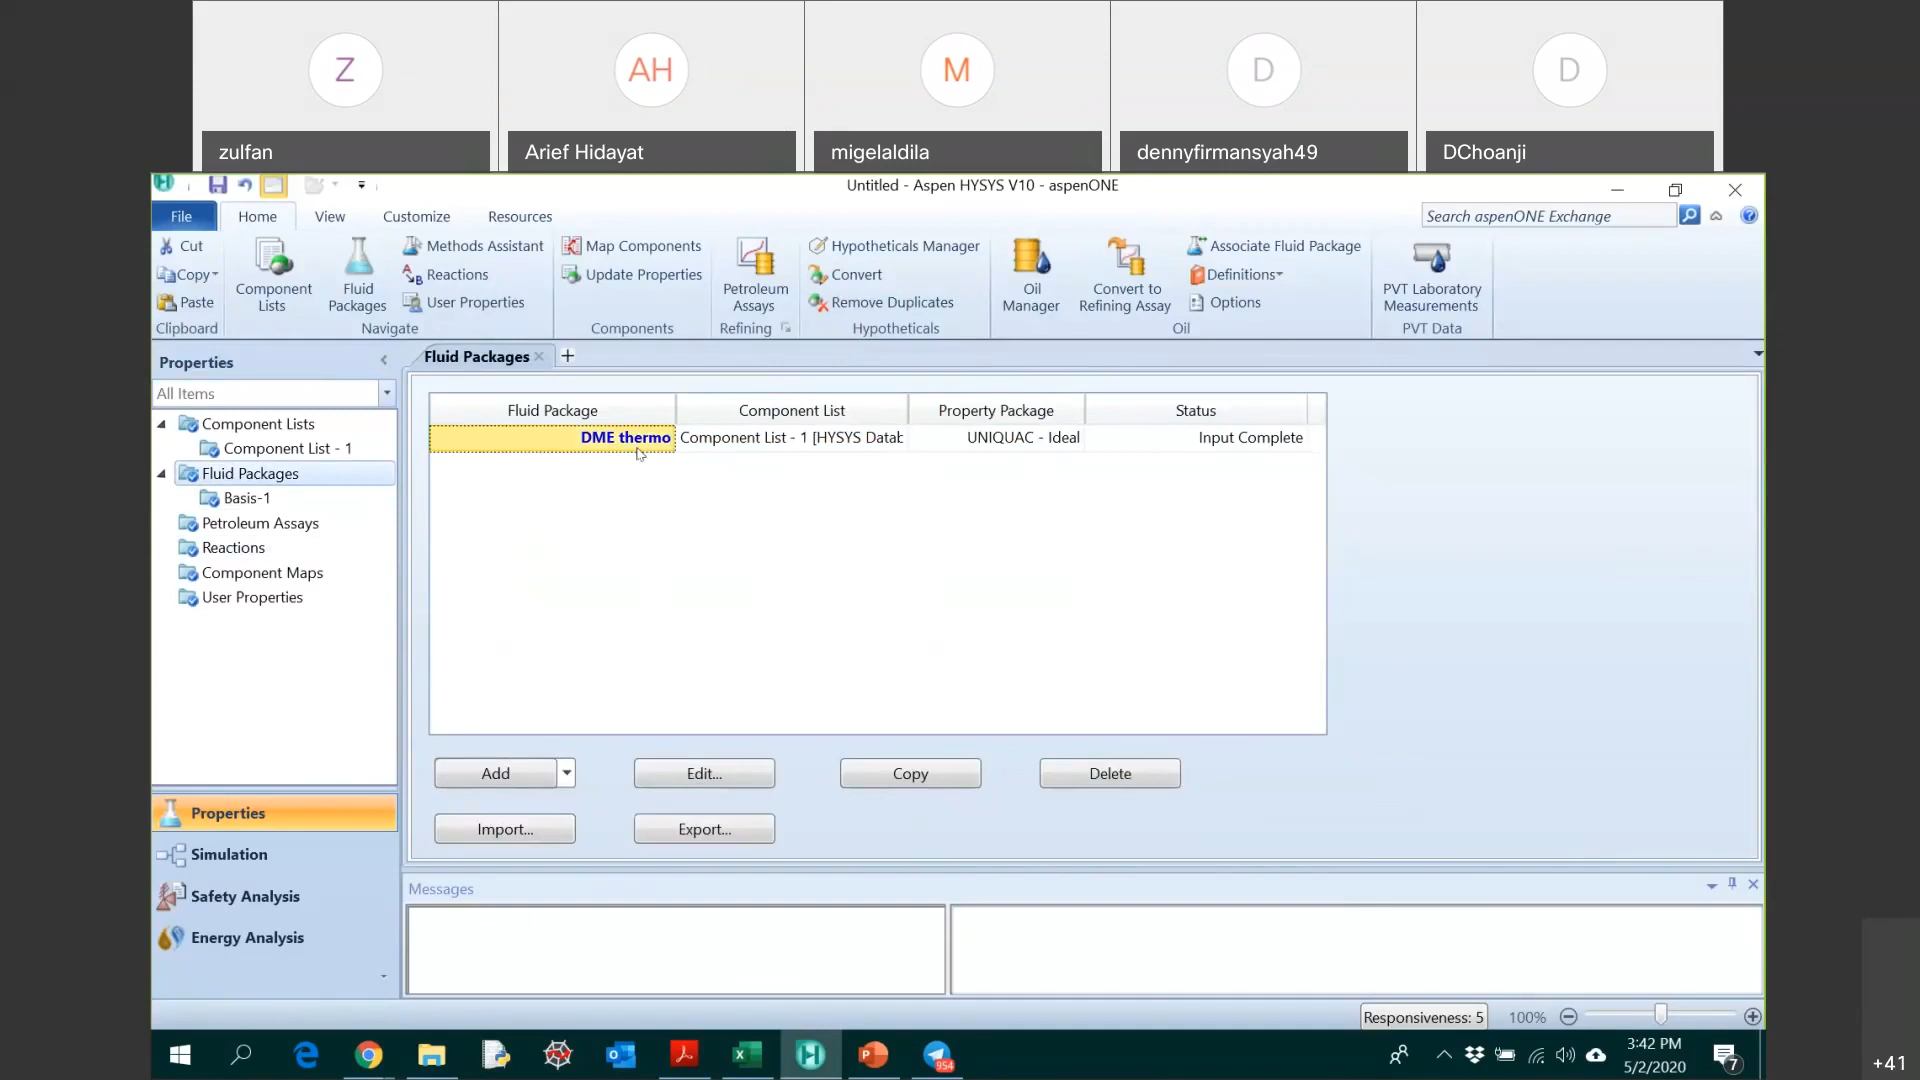 Z
AH
M
D
D
zulfan
Arief Hidayat
migelaldila
dennyfirmansyah49
DChoanji
Untitled - Aspen HYSYS V10 - aspenONE
File
Home
View
Customize
Resources
Search aspenONE Exchange
Cut
Copy
Paste
Clipboard
Component Lists
Fluid Packages
Methods Assistant
Reactions
User Properties
Navigate
Map Components
Update Properties
Components
Petroleum Assays
Refining
Hypotheticals Manager
Convert
Remove Duplicates
Hypotheticals
Oil Manager
Convert to Refining Assay
Associate Fluid Package
Definitions
Options
Oil
PVT Laboratory Measurements
PVT Data
Properties
All Items
Component Lists
Component List - 1
Fluid Packages
Basis-1
Petroleum Assays
Reactions
Component Maps
User Properties
Properties
Simulation
Safety Analysis
Energy Analysis
Fluid Packages
Fluid Package Component List Property Package Status
DME thermo Component List - 1 [HYSYS Datab UNIQUAC - Ideal Input Complete
Add
Edit...
Copy
Delete
Import...
Export...
Messages
Responsiveness: 5
100%
954
3:42 PM
5/2/2020
7
+41